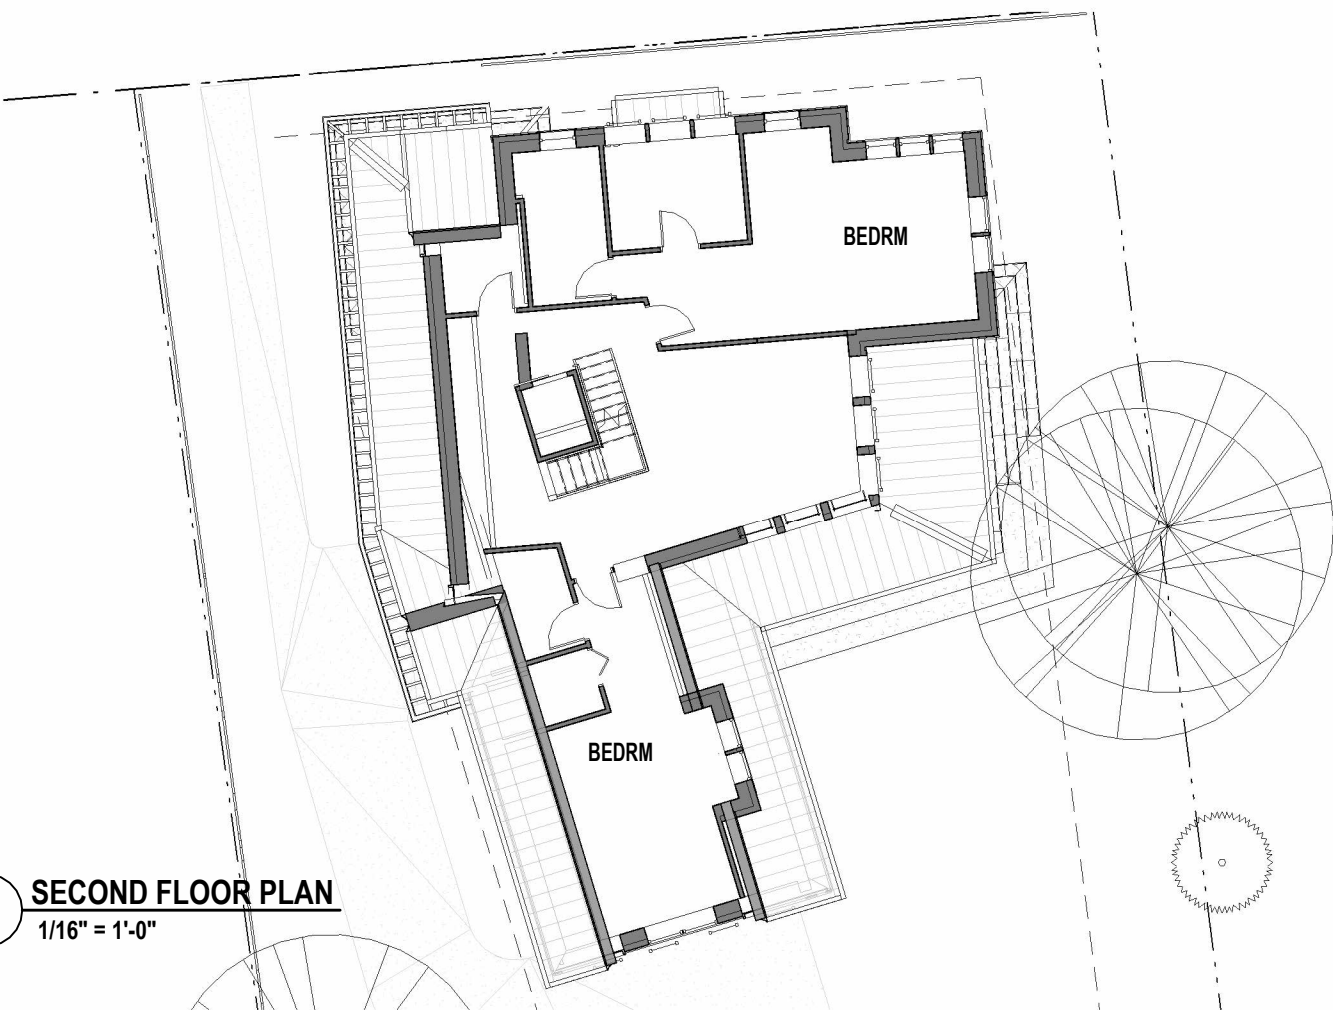 BEDRM
BEDRM
SECOND FLOOR PLAN
1/16" = 1'-0"